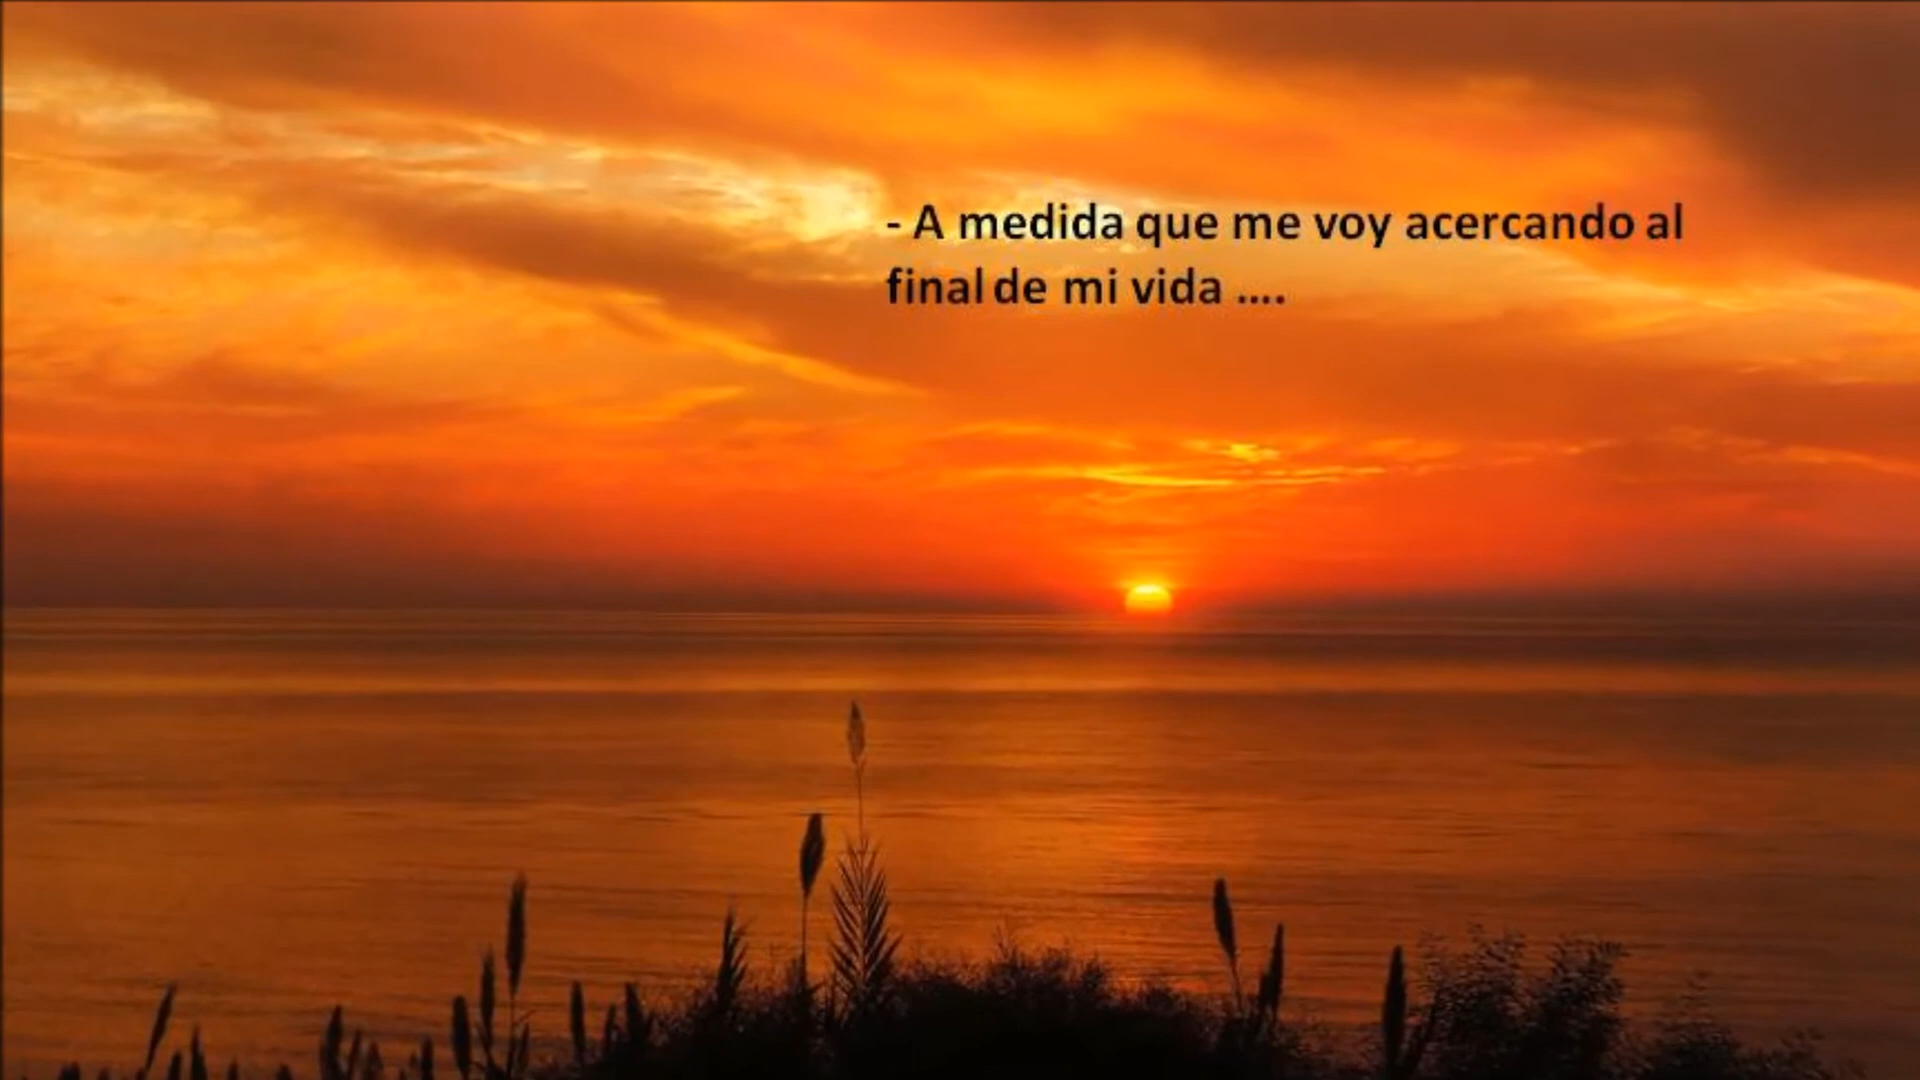 - A medida que me voy acercando al
final de mi vida ....